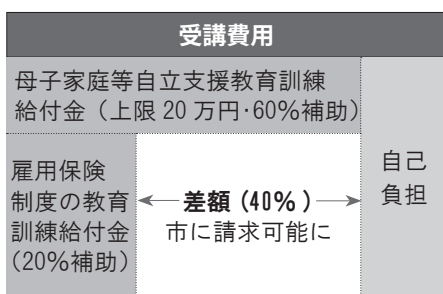 受講費用
母子家庭等自立支援教育訓練
給付金（上限 20 万円・60％補助）
雇用保険
制度の教育
訓練給付金
（20％補助）
差額（40％）
市に請求可能に
自己
負担